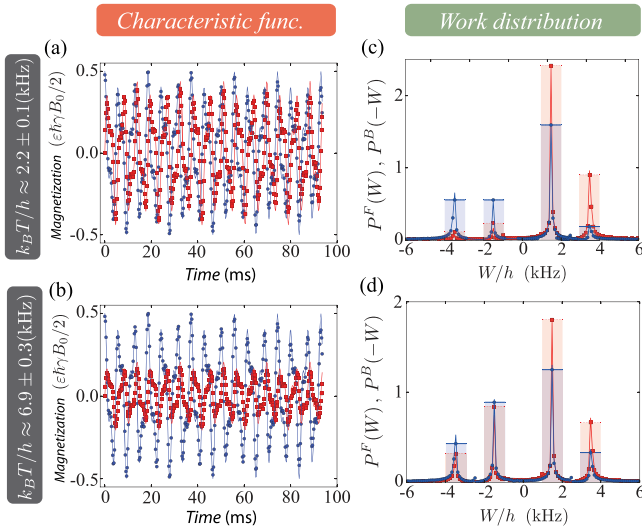 Characteristic func.
Work distribution
k_BT/h ≈ 2.2 ± 0.1(kHz)
(a)
Magnetization (εħγB₀/2)
0.5
0.0
-0.5
0 20 40 60 80 100
Time (ms)
(c)
P^F(W), P^B(−W)
2
1
0
-6 -4 -2 0 2 4 6
W/h (kHz)
k_BT/h ≈ 6.9 ± 0.3(kHz)
(b)
Magnetization (εħγB₀/2)
0.5
0.0
-0.5
0 20 40 60 80 100
Time (ms)
(d)
P^F(W), P^B(−W)
2
1
0
-6 -4 -2 0 2 4 6
W/h (kHz)